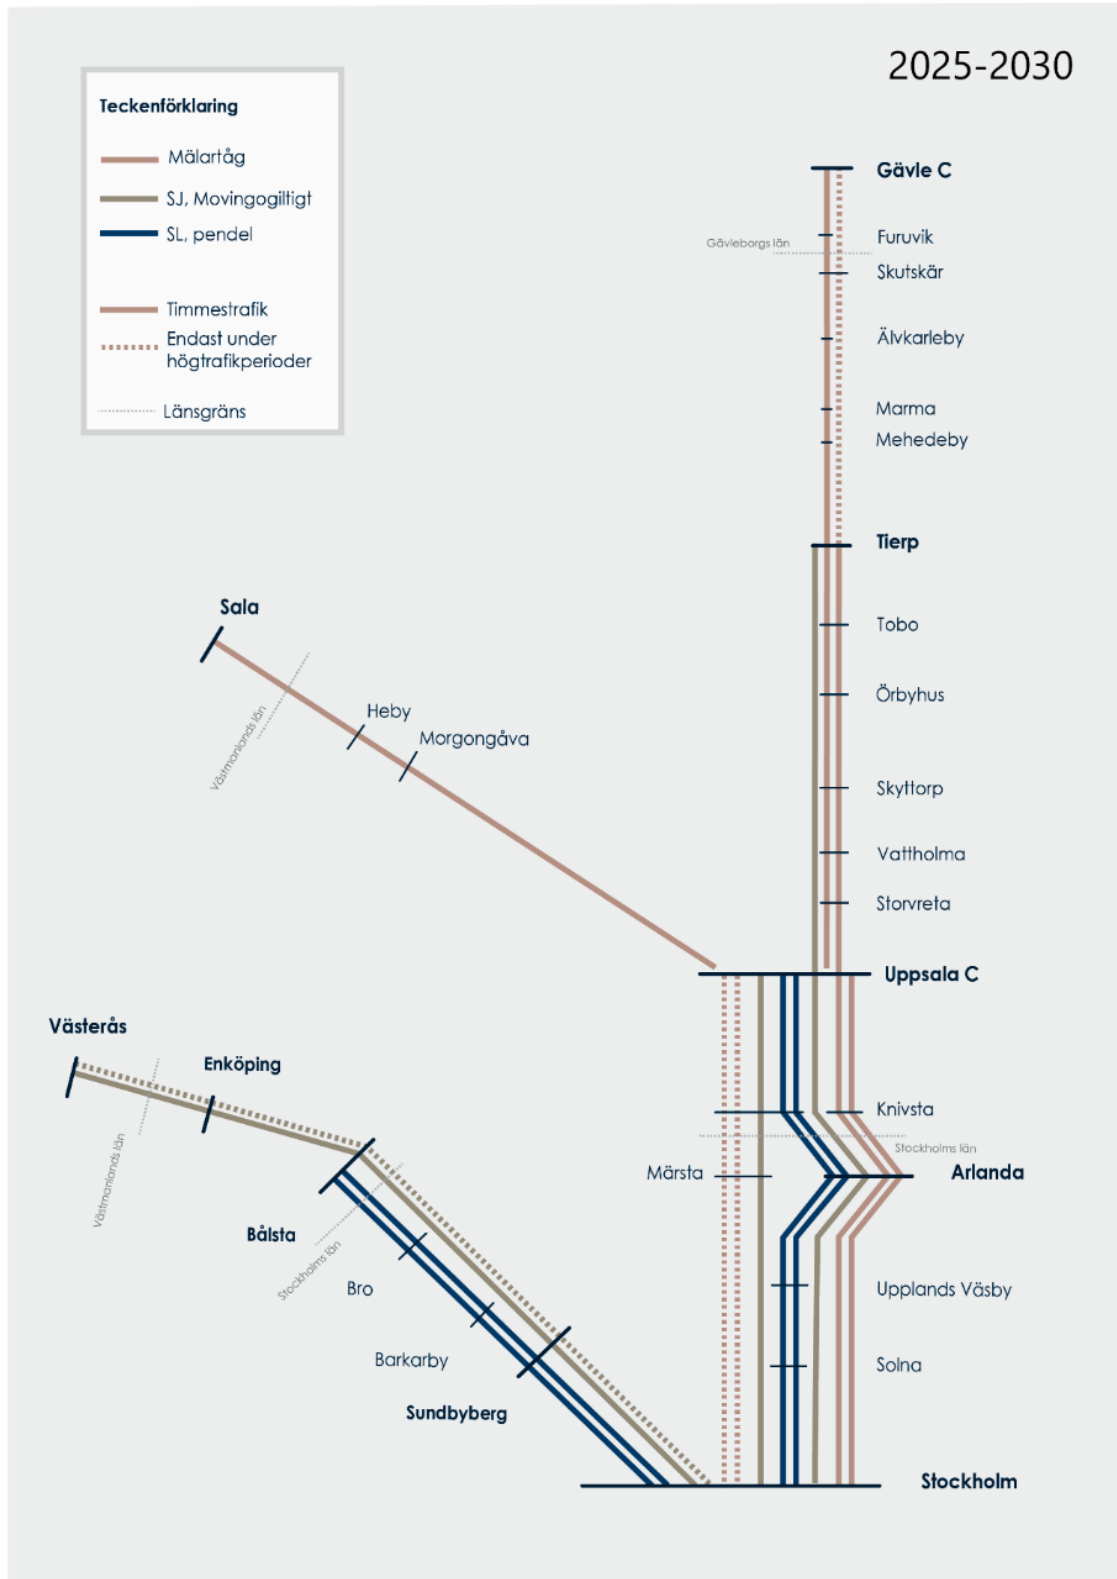 2025-2030
Teckenförklaring
Mälartåg
SJ, Movingogiltigt
SL, pendel
Timmestrafik
Endast under
högtrafikperioder
Länsgräns
Gävle C
Furuvik
Gävleborgs län
Skutskär
Älvkarleby
Marma
Mehedeby
Tierp
Sala
Tobo
Örbyhus
Heby
Västmanlands län
Morgongåva
Skyttorp
Vattholma
Storvreta
Uppsala C
Västerås
Enköping
Knivsta
Stockholms län
Västmanlands län
Märsta
Arlanda
Bålsta
Stockholms län
Bro
Upplands Väsby
Barkarby
Solna
Sundbyberg
Stockholm